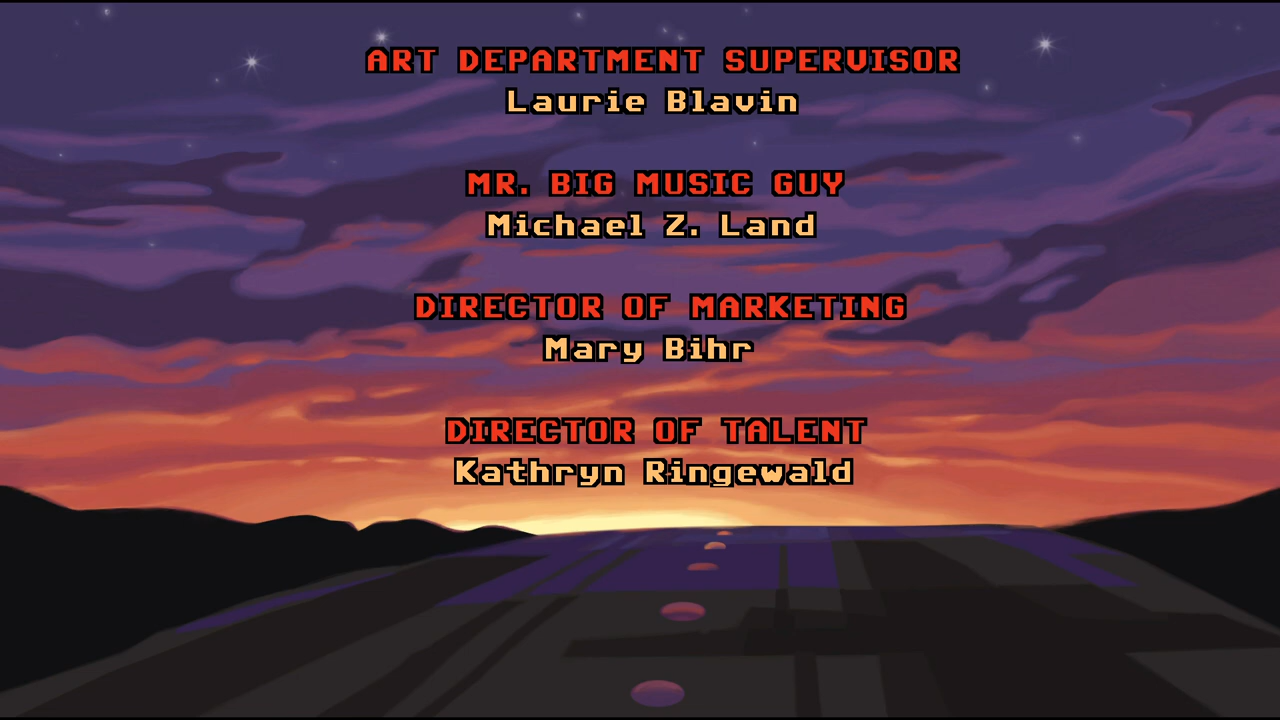 ART DEPARTMENT SUPERVISOR
Laurie Blavin
MR. BIG MUSIC GUY
Michael Z. Land
DIRECTOR OF MARKETING
Mary Bihr
DIRECTOR OF TALENT
Kathryn Ringewald